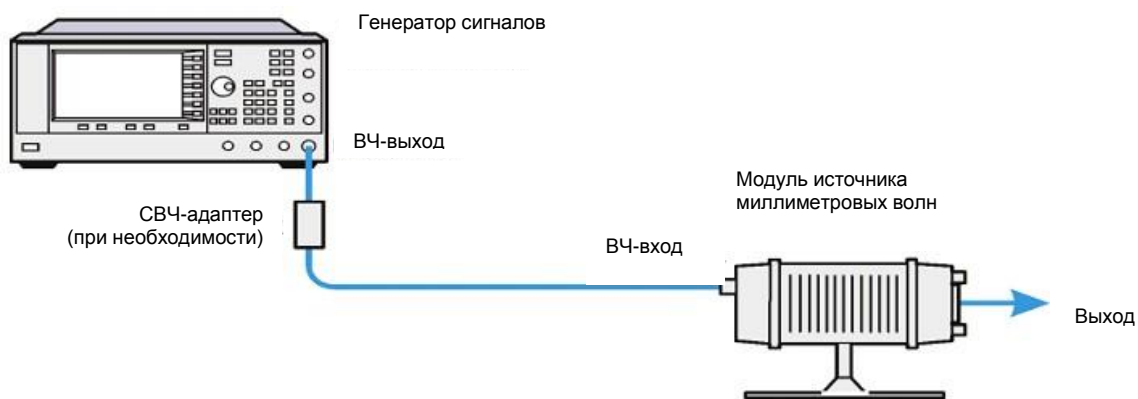 Генератор сигналов
ВЧ-выход
СВЧ-адаптер
(при необходимости)
Модуль источника
миллиметровых волн
ВЧ-вход
Выход